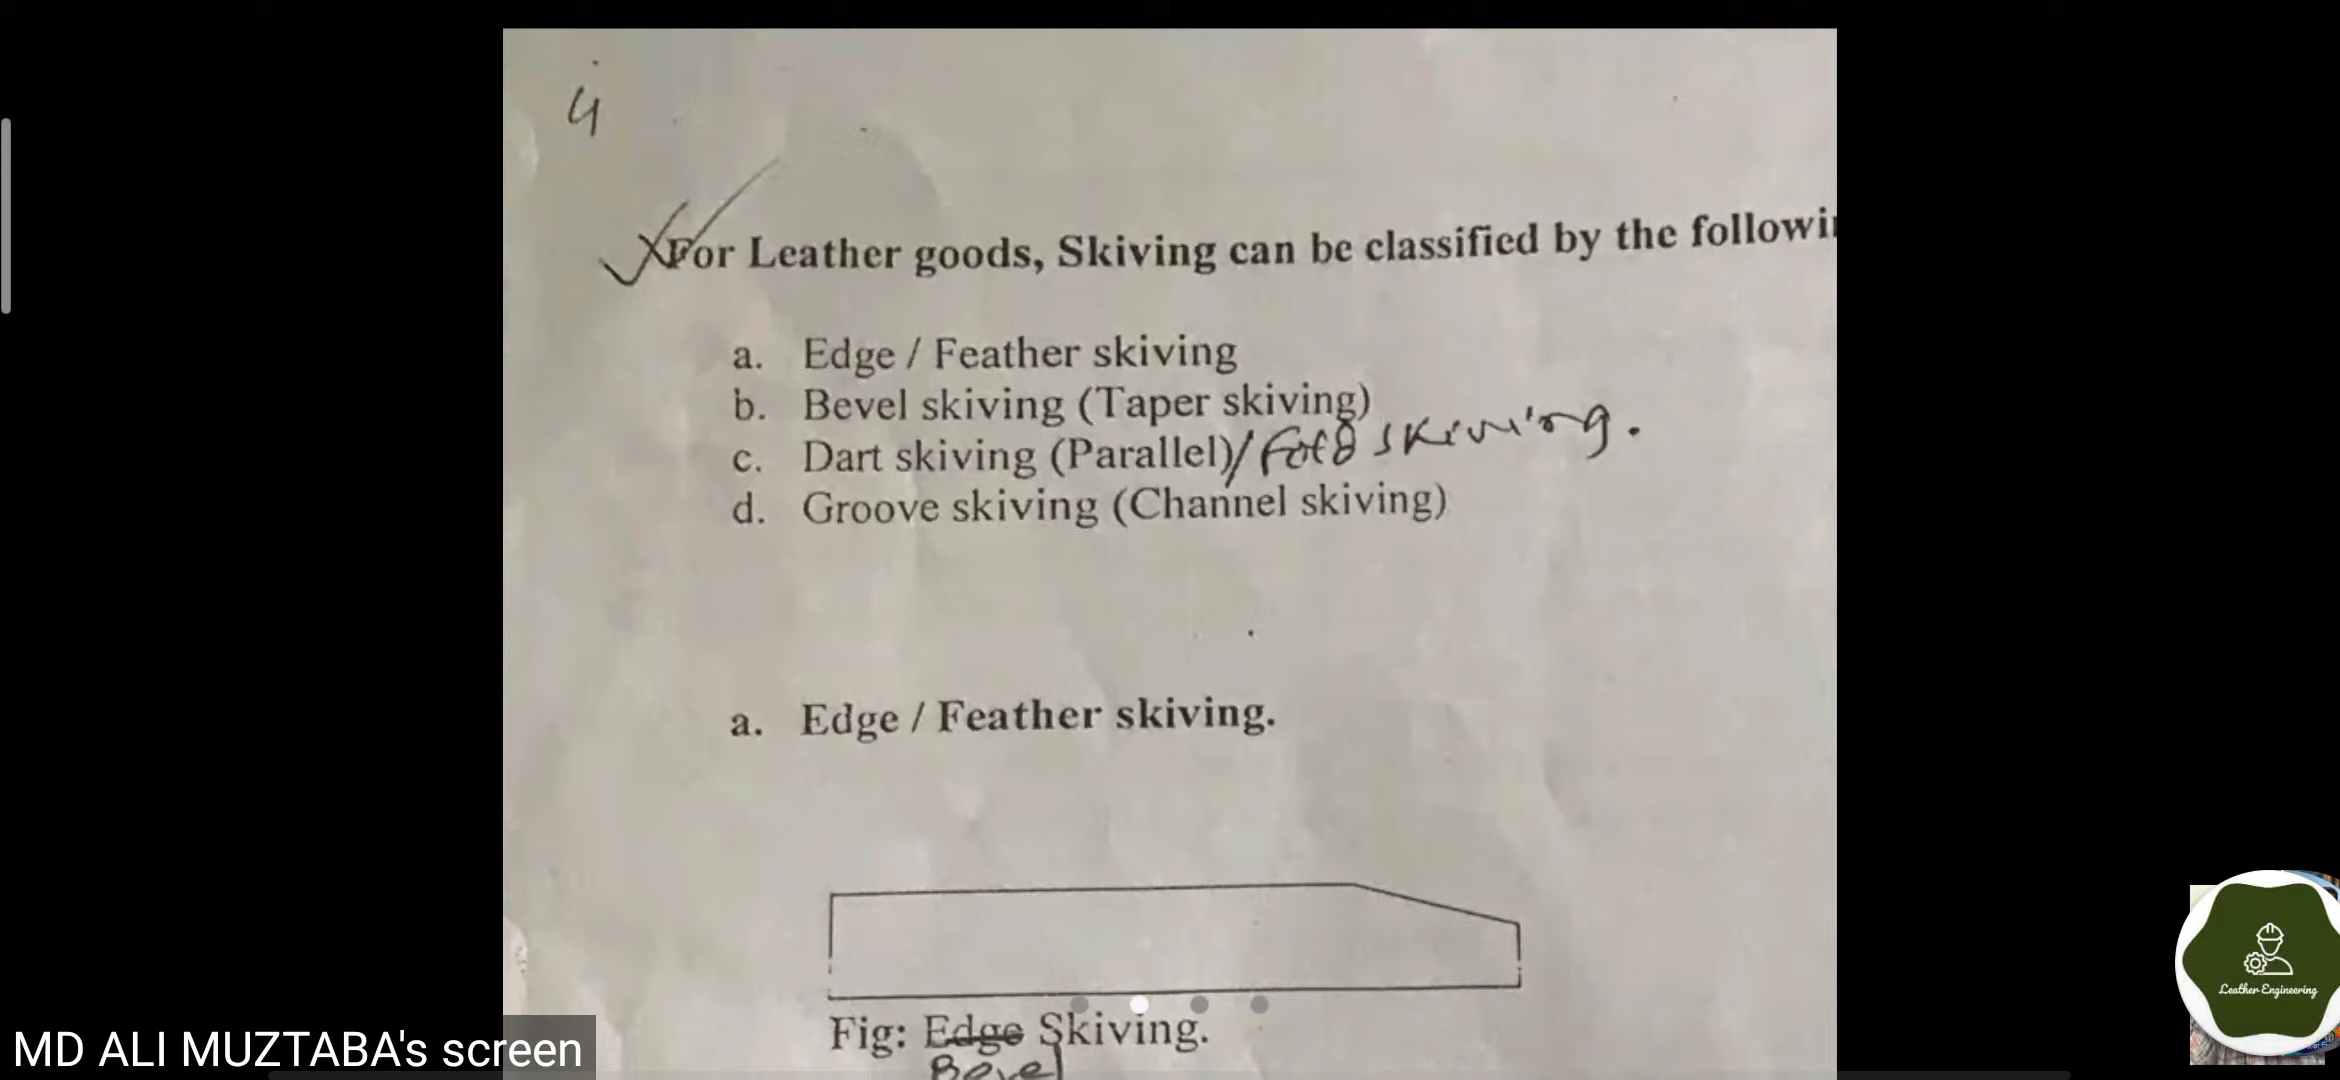 4
For Leather goods, Skiving can be classified by the followi
a. Edge / Feather skiving
b. Bevel skiving (Taper skiving)
c. Dart skiving (Parallel)/Fold skiving.
d. Groove skiving (Channel skiving)
a. Edge / Feather skiving.
Fig: Edge Skiving.
Bevel
MD ALI MUZTABA's screen
Leather Engineering